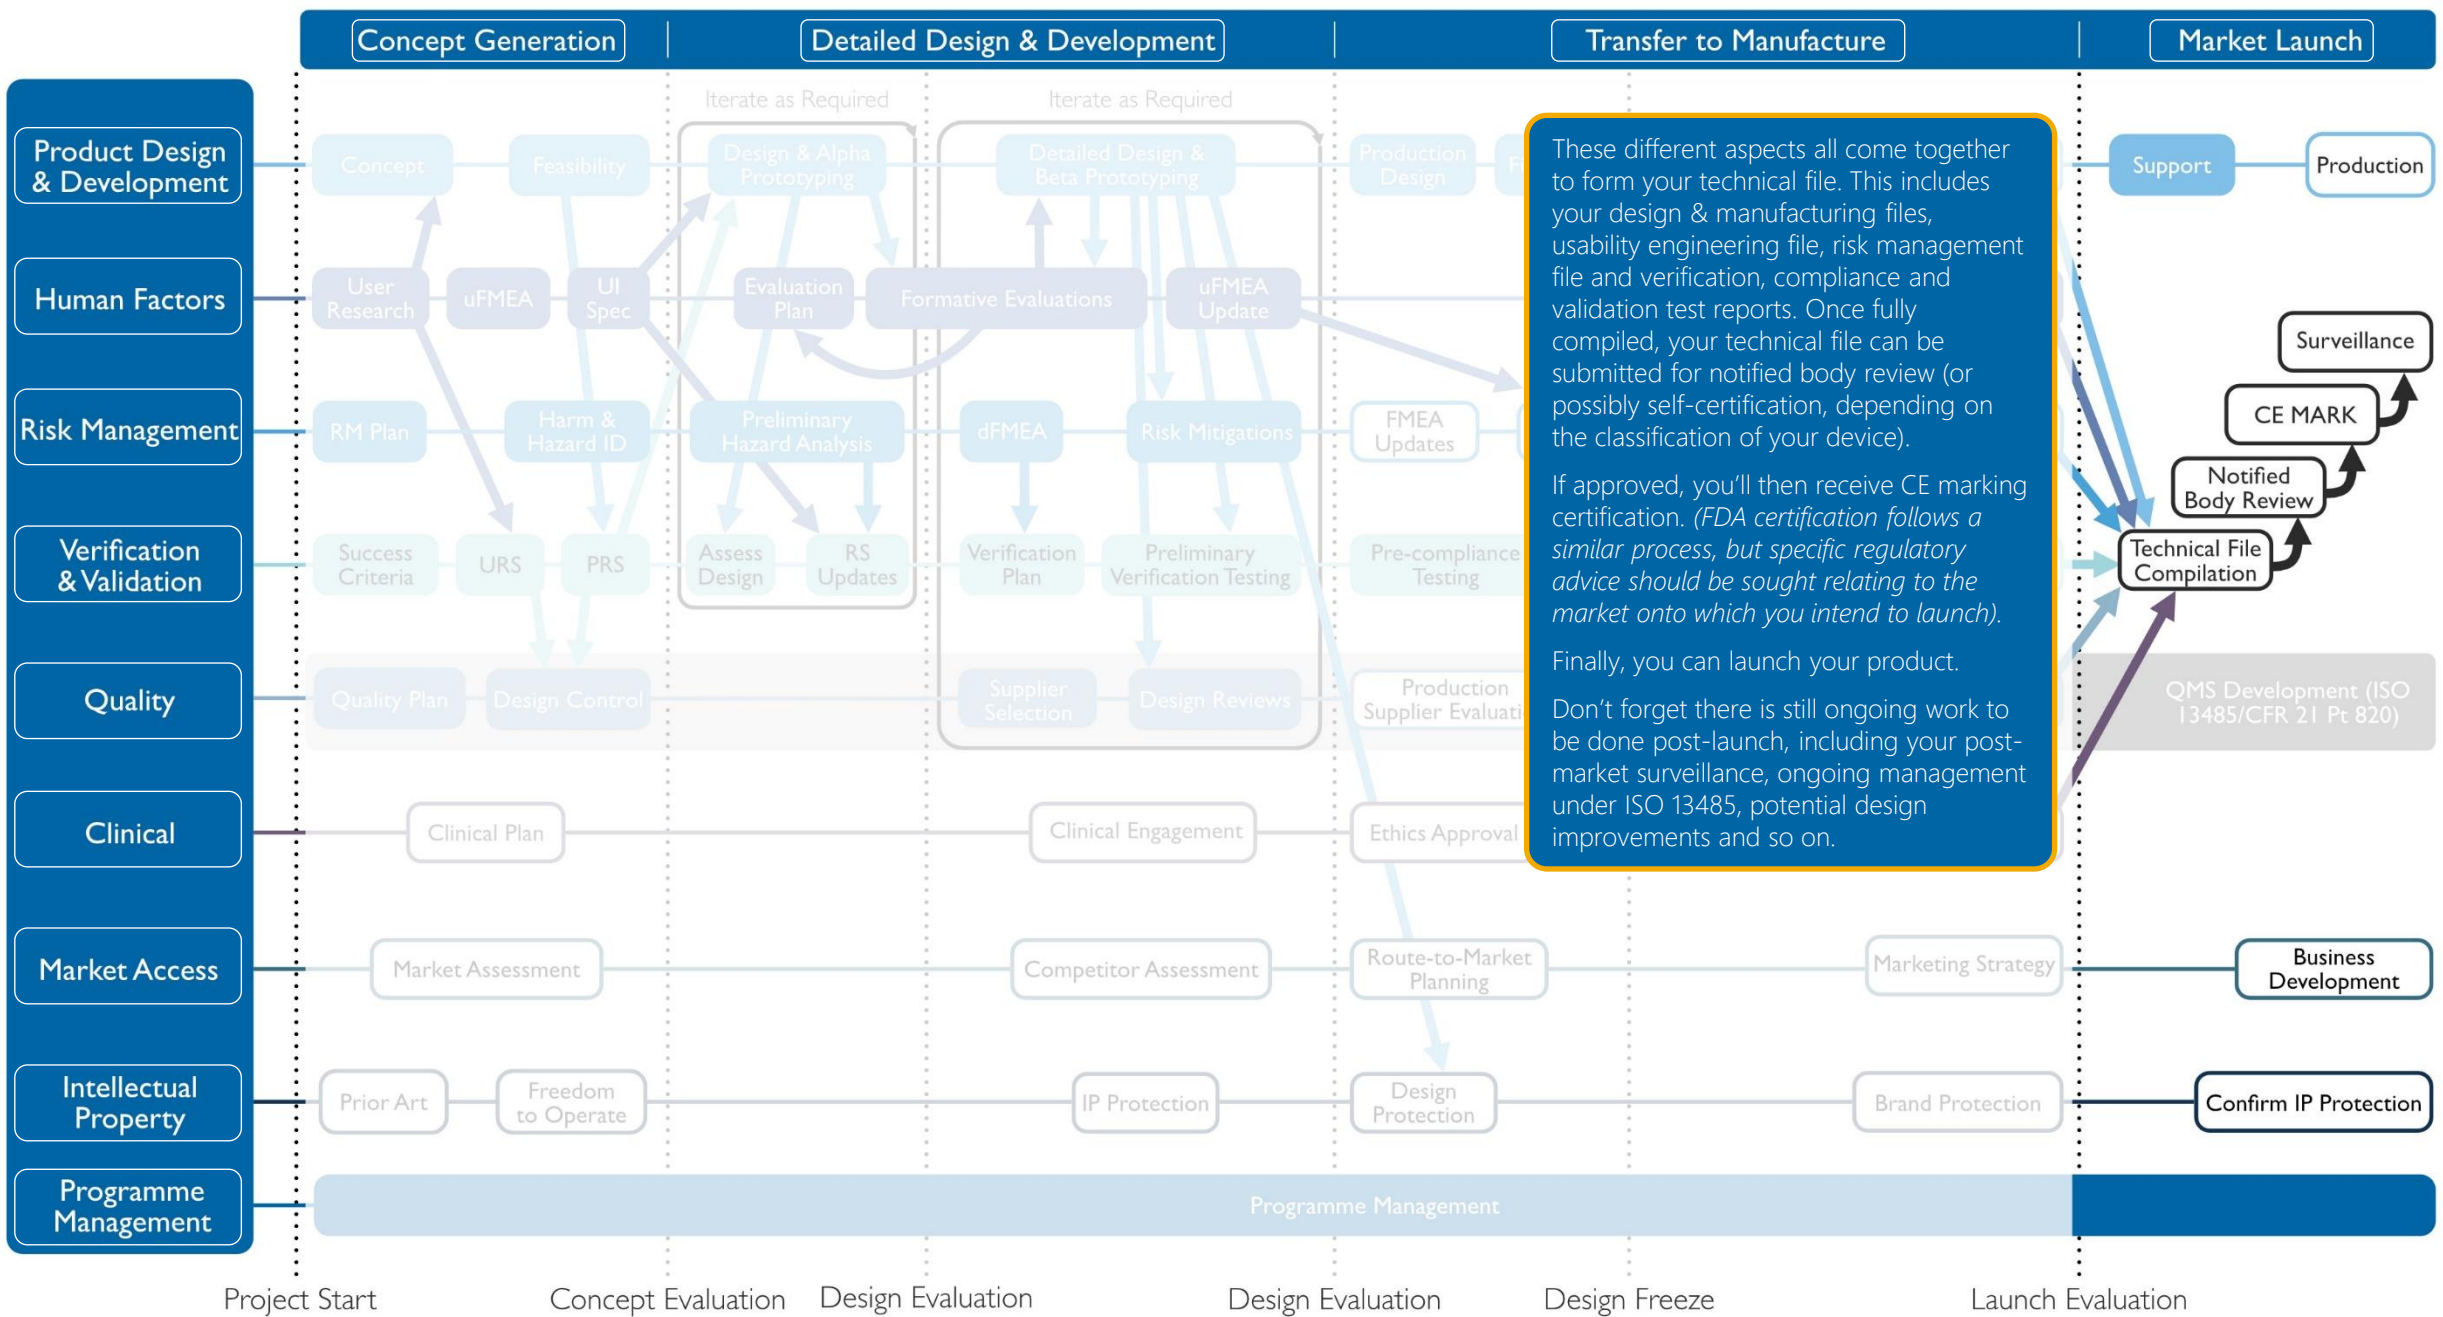 Concept Generation
Detailed Design & Development
Transfer to Manufacture
Market Launch
Iterate as Required
Iterate as Required
Product Design
& Development
Concept
Feasibility
Design & Alpha
Prototyping
Detailed Design &
Beta Prototyping
Production
Design
Support
Production
Human Factors
User
Research
uFMEA
UI
Spec
Evaluation
Plan
Formative Evaluations
uFMEA
Update
Risk Management
RM Plan
Harm &
Hazard ID
Preliminary
Hazard Analysis
dFMEA
Risk Mitigations
FMEA
Updates
Verification
& Validation
Success
Criteria
URS
PRS
Assess
Design
RS
Updates
Verification
Plan
Preliminary
Verification Testing
Pre-compliance
Testing
Technical File
Compilation
Notified
Body Review
CE MARK
Surveillance
Quality
Quality Plan
Design Control
Supplier
Selection
Design Reviews
Production
Supplier
QMS Development (ISO
13485/CFR 21 Pt 820)
Clinical
Clinical Plan
Clinical Engagement
Ethics Approval
Market Access
Market Assessment
Competitor Assessment
Route-to-Market
Planning
Marketing Strategy
Business
Development
Intellectual
Property
Prior Art
Freedom
to Operate
IP Protection
Design
Protection
Brand Protection
Confirm IP Protection
Programme
Management
Programme Management
These different aspects all come together
to form your technical file. This includes
your design & manufacturing files,
usability engineering file, risk management
file and verification, compliance and
validation test reports. Once fully
compiled, your technical file can be
submitted for notified body review (or
possibly self-certification, depending on
the classification of your device).
If approved, you’ll then receive CE marking
certification. (FDA certification follows a
similar process, but specific regulatory
advice should be sought relating to the
market onto which you intend to launch).
Finally, you can launch your product.
Don’t forget there is still ongoing work to
be done post-launch, including your post-
market surveillance, ongoing management
under ISO 13485, potential design
improvements and so on.
Project Start
Concept Evaluation
Design Evaluation
Design Evaluation
Design Freeze
Launch Evaluation